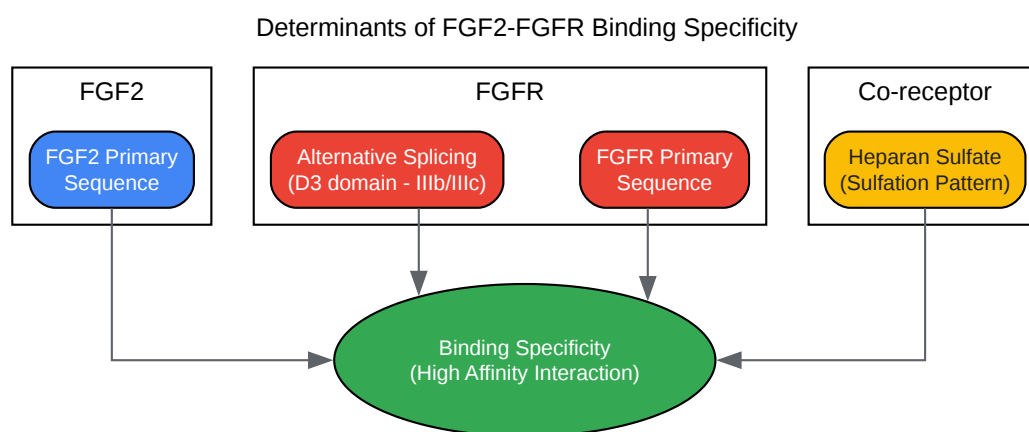 Determinants of FGF2-FGFR Binding Specificity
FGF2
FGFR
Co-receptor
FGF2 Primary
Sequence
Alternative Splicing
(D3 domain - IIIb/IIIc)
FGFR Primary
Sequence
Heparan Sulfate
(Sulfation Pattern)
Binding Specificity
(High Affinity Interaction)